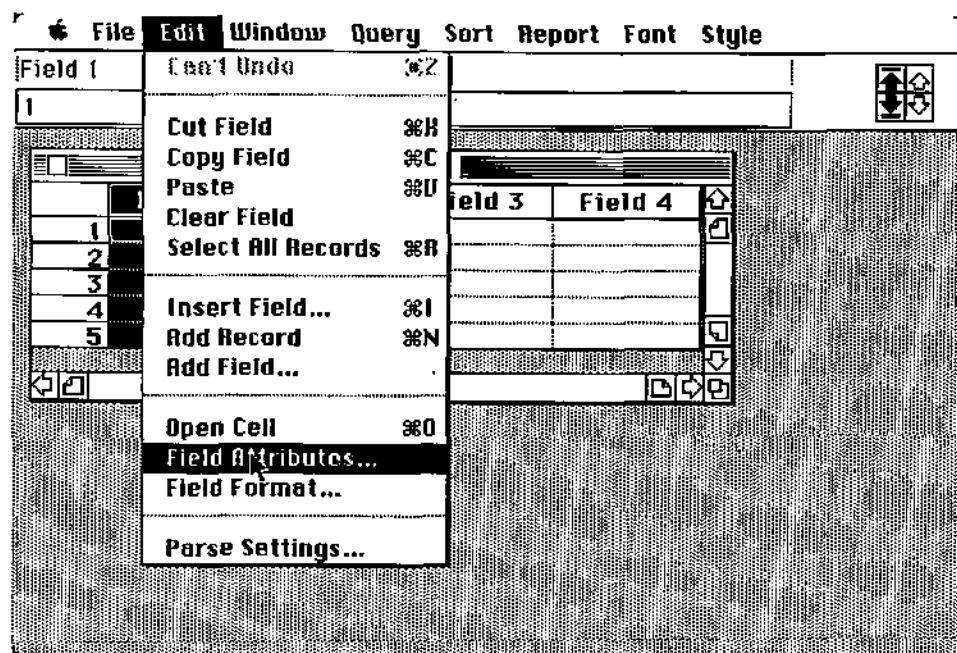 File Edit Window Query Sort Report Font Style
Field 1
1
Can't Undo ⌘Z
Cut Field ⌘X
Copy Field ⌘C
Paste ⌘V
Clear Field
Select All Records ⌘A
Insert Field... ⌘I
Add Record ⌘N
Add Field...
Open Cell ⌘O
Field Attributes...
Field Format...
Parse Settings...
ield 3 Field 4
1
2
3
4
5